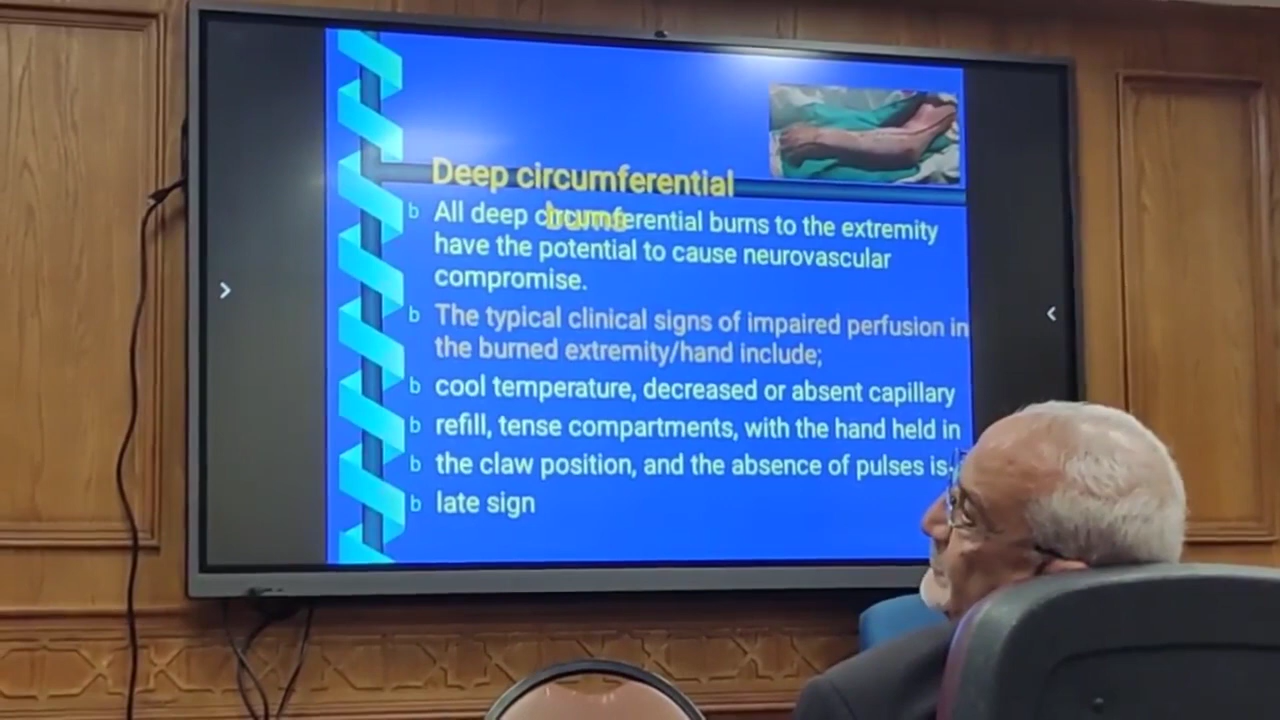 Deep circumferential
burns
b All deep circumferential burns to the extremity
have the potential to cause neurovascular
compromise.
b The typical clinical signs of impaired perfusion in
the burned extremity/hand include;
b cool temperature, decreased or absent capillary
b refill, tense compartments, with the hand held in
b the claw position, and the absence of pulses is
b late sign